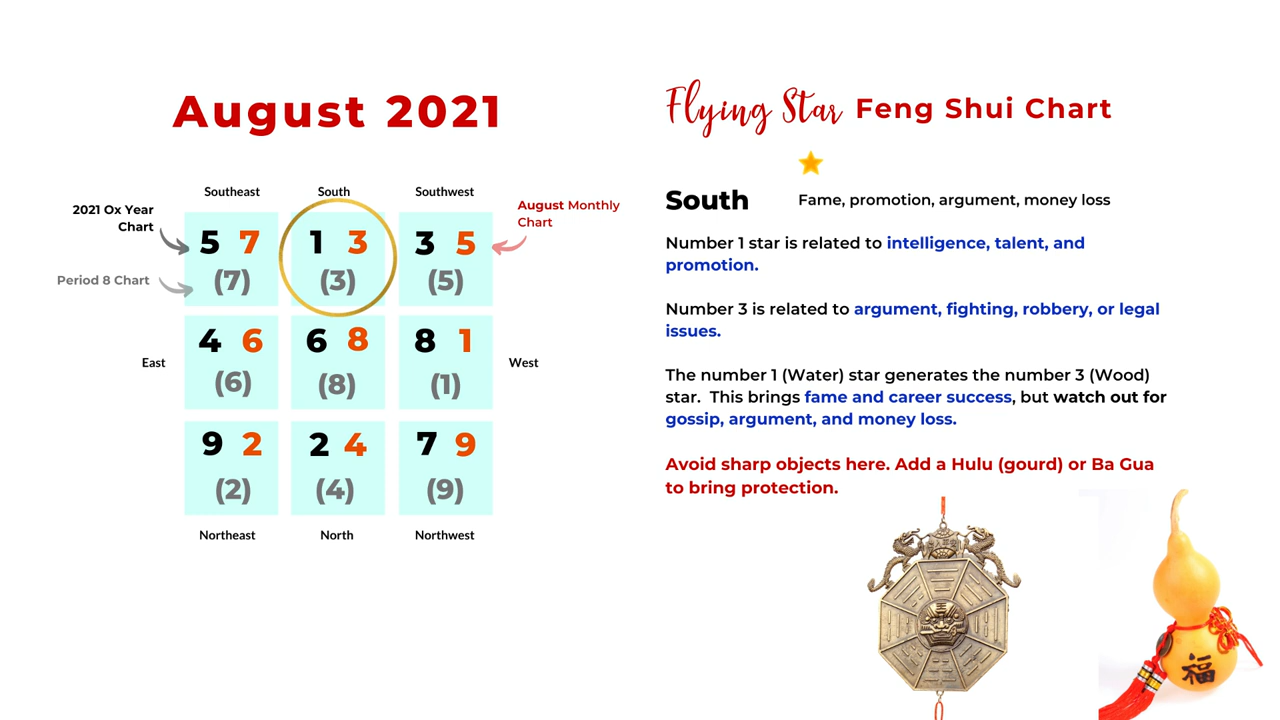 August 2021
Flying Star Feng Shui Chart
Southeast South Southwest
2021 Ox Year
Chart
August Monthly
Chart
Period 8 Chart
5 7 1 3 3 5
(7) (3) (5)
East
West
4 6 6 8 8 1
(6) (8) (1)
9 2 2 4 7 9
(2) (4) (9)
Northeast North Northwest
South Fame, promotion, argument, money loss
Number 1 star is related to intelligence, talent, and
promotion.
Number 3 is related to argument, fighting, robbery, or legal
issues.
The number 1 (Water) star generates the number 3 (Wood)
star. This brings fame and career success, but watch out for
gossip, argument, and money loss.
Avoid sharp objects here. Add a Hulu (gourd) or Ba Gua
to bring protection.
福